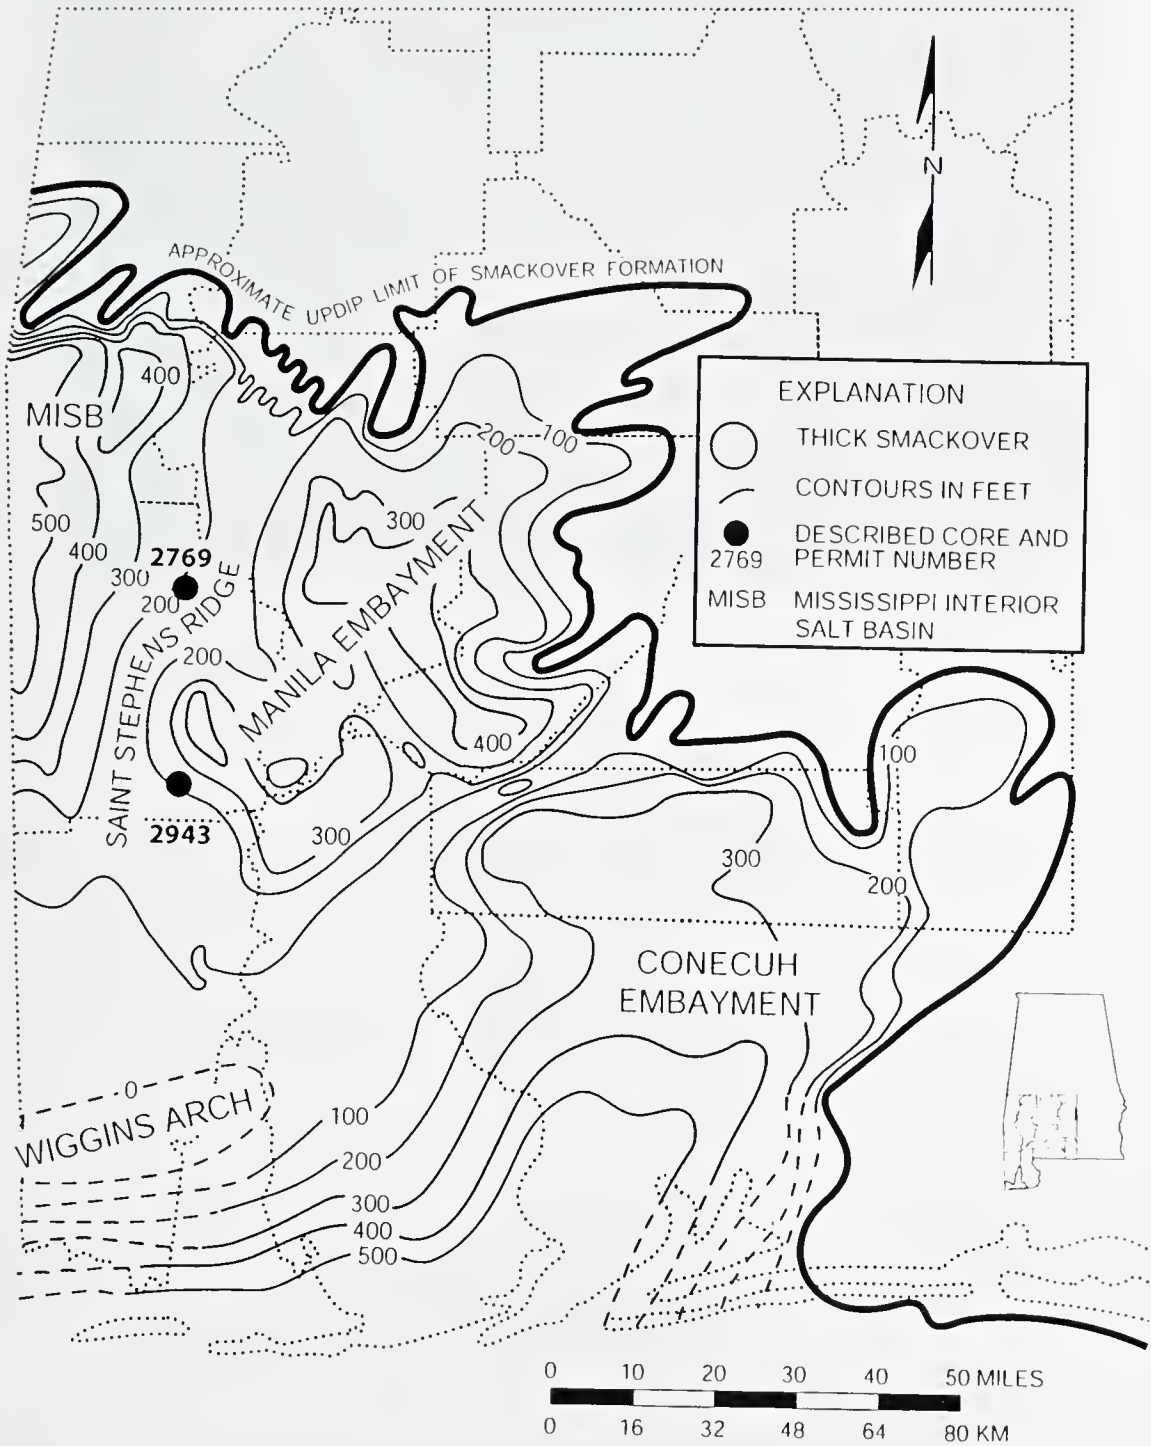 N
APPROXIMATE UPDIP LIMIT OF SMACKOVER FORMATION
EXPLANATION
THICK SMACKOVER
CONTOURS IN FEET
DESCRIBED CORE AND
2769 PERMIT NUMBER
MISB MISSISSIPPI INTERIOR
SALT BASIN
400
MISB
200
100
500
300
400
2769
300
200
SAINT STEPHENS RIDGE
200
MANILA EMBAYMENT
400
100
2943
300
300
200
CONECUH
EMBAYMENT
0
WIGGINS ARCH
100
200
300
400
500
0 10 20 30 40 50 MILES
0 16 32 48 64 80 KM